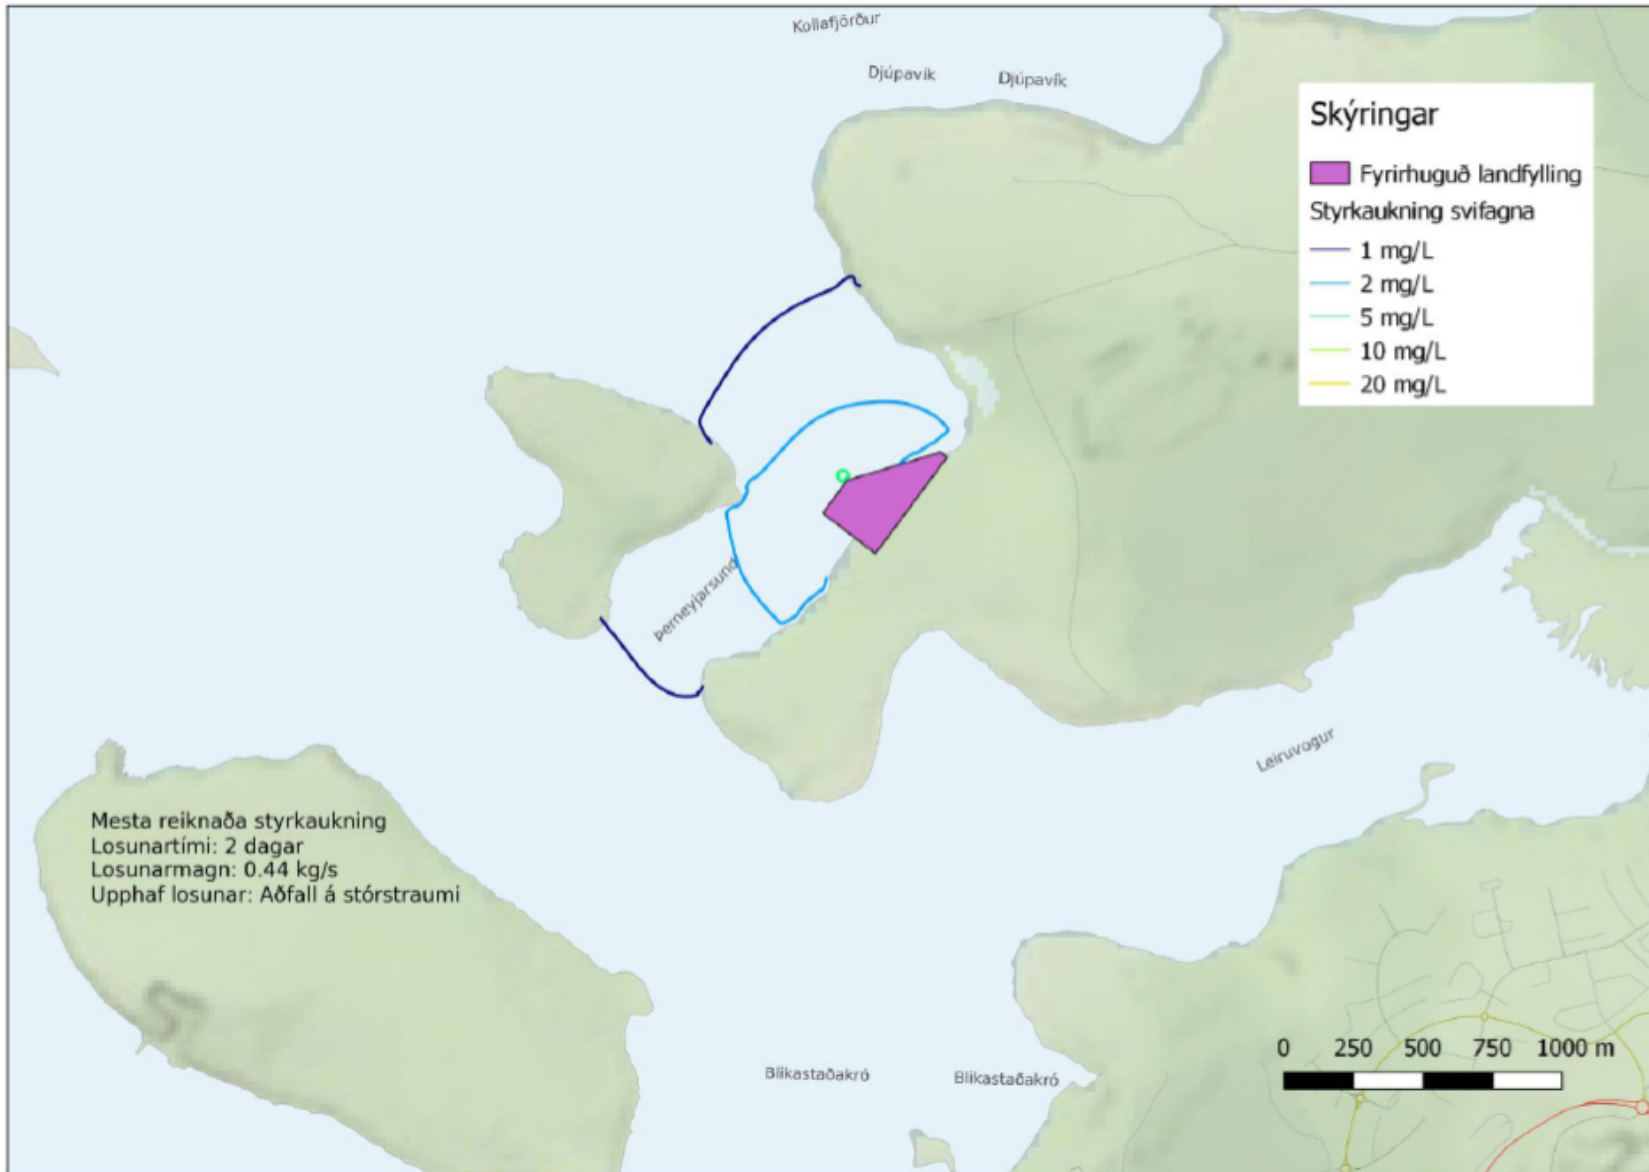 Kollafjörður
Djúpavík
Djúpavík
Skýringar
Fyrirhuguð landfylling
Styrkaukning svifagna
1 mg/L
2 mg/L
5 mg/L
10 mg/L
20 mg/L
Þerneyjarsund
Leiruvogur
Mesta reiknaða styrkaukning
Losunartími: 2 dagar
Losunarmagn: 0.44 kg/s
Upphaf losunar: Aðfall á stórstraumi
0 250 500 750 1000 m
Blikastaðakró
Blikastaðakró